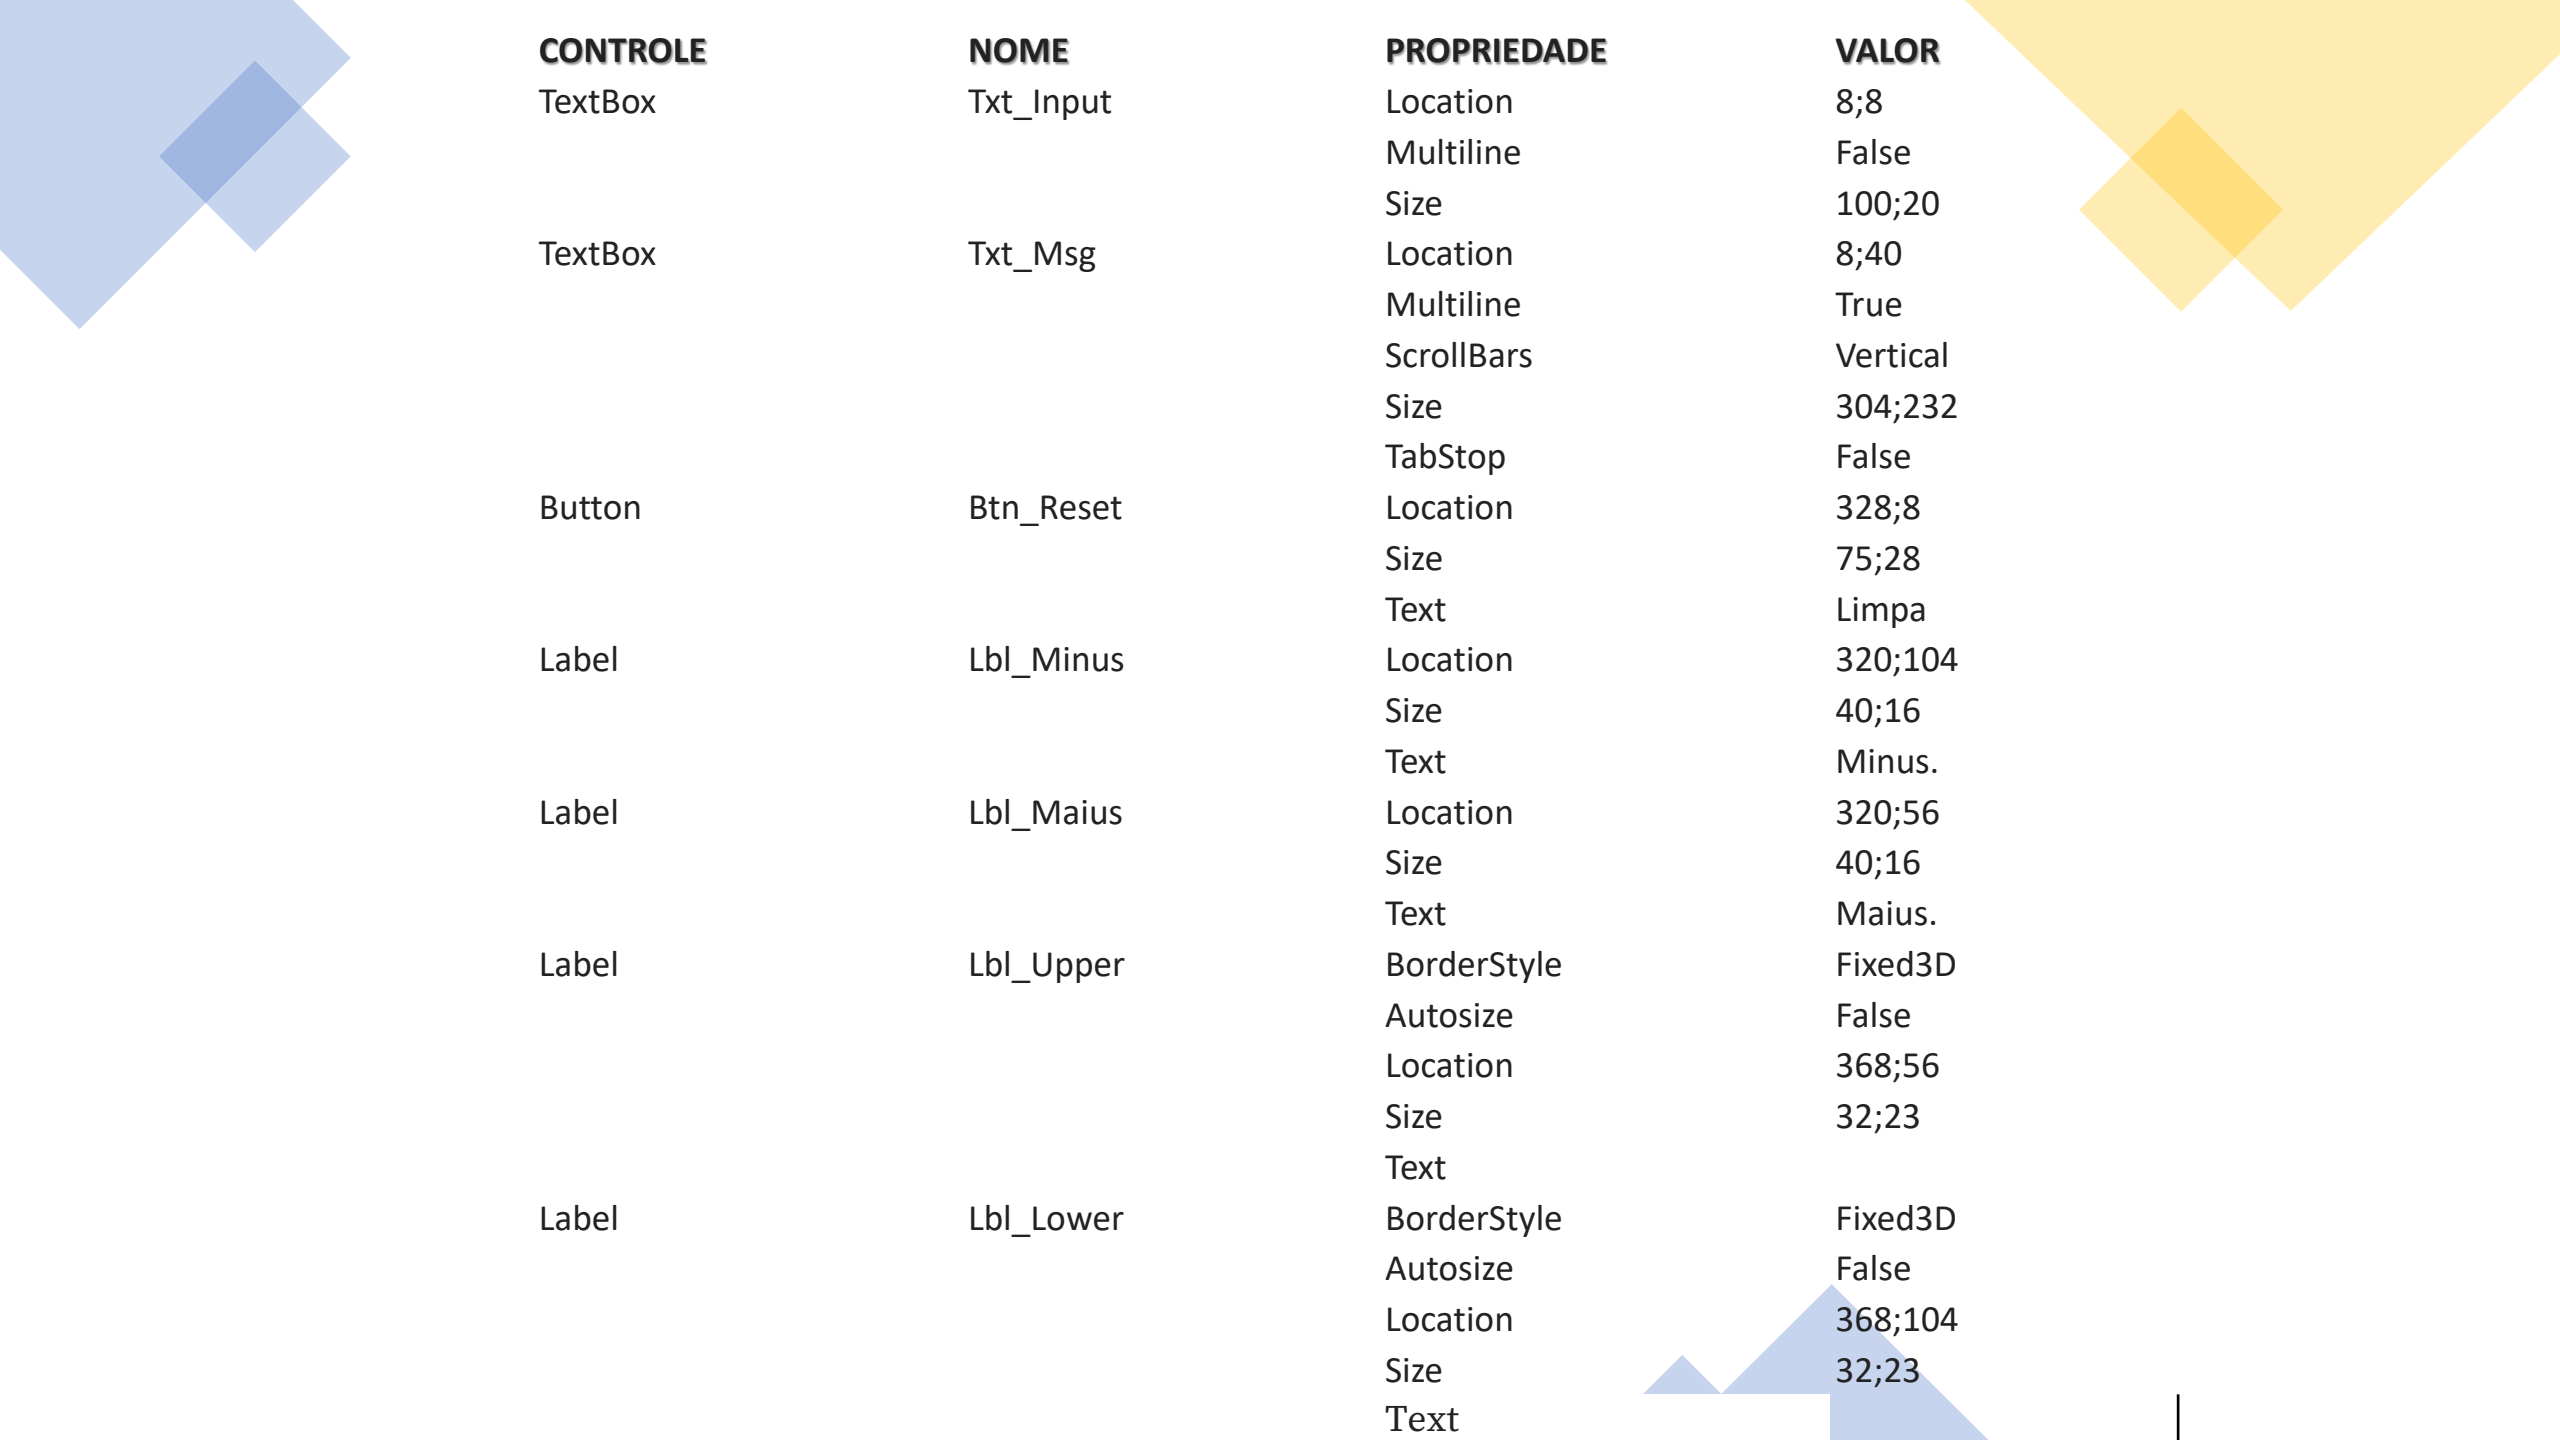 CONTROLE NOME PROPRIEDADE VALOR
TextBox Txt_Input Location 8;8
Multiline False
Size 100;20
TextBox Txt_Msg Location 8;40
Multiline True
ScrollBars Vertical
Size 304;232
TabStop False
Button Btn_Reset Location 328;8
Size 75;28
Text Limpa
Label Lbl_Minus Location 320;104
Size 40;16
Text Minus.
Label Lbl_Maius Location 320;56
Size 40;16
Text Maius.
Label Lbl_Upper BorderStyle Fixed3D
Autosize False
Location 368;56
Size 32;23
Text
Label Lbl_Lower BorderStyle Fixed3D
Autosize False
Location 368;104
Size 32;23
Text